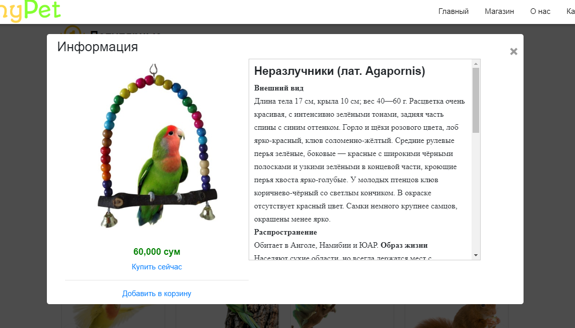 nyPet
Главный
Магазин
О нас
Ка
Информация
×
Неразлучники (лат. Agapornis)
Внешний вид
Длина тела 17 см, крыла 10 см; вес 40—60 г. Расцветка очень
красивая, с интенсивно зелёными тонами, задняя часть
спины с синим оттенком. Горло и щёки розового цвета, лоб
ярко-красный, клюв соломенно-жёлтый. Средние рулевые
перья зелёные, боковые — красные с широкими чёрными
полосками и узкими зелёными в концевой части, кроющие
перья хвоста ярко-голубые. У молодых птенцов клюв
коричнево-чёрный со светлым кончиком. В окраске
отсутствует красный цвет. Самки немного крупнее самцов,
окрашены менее ярко.
Распространение
Обитает в Анголе, Намибии и ЮАР. Образ жизни
Населяют сухие области, но всегда держатся мест с
60,000 сум
Купить сейчас
Добавить в корзину